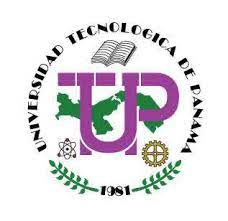 UNIVERSIDAD TECNOLOGICA DE PANAMA
UTP
1981